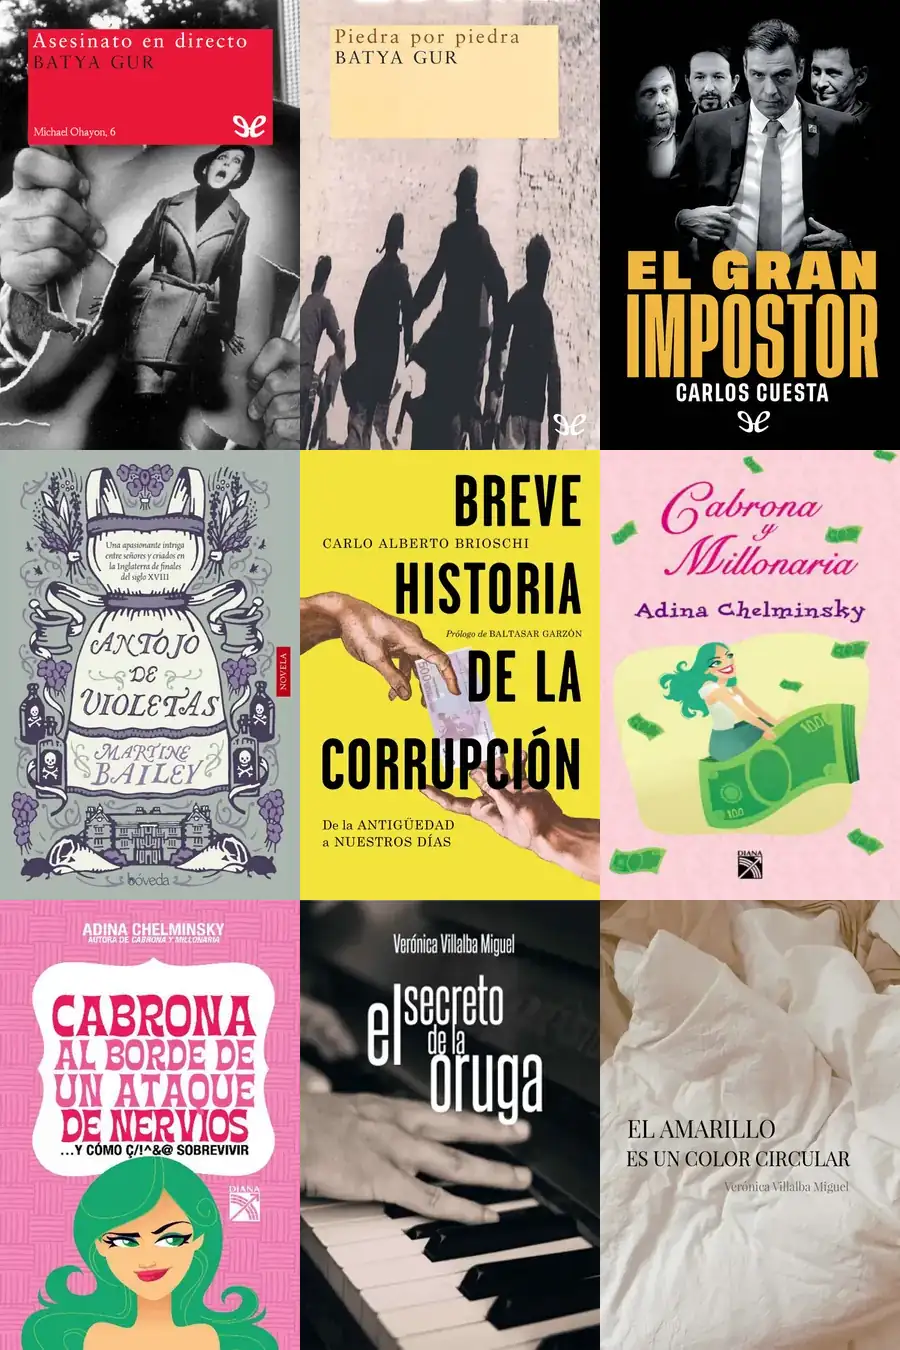 Asesinato en directo
BATYA GUR
Michael Ohayon, 6
Piedra por piedra
BATYA GUR
EL GRAN
IMPOSTOR
CARLOS CUESTA
Una apasionante intriga
entre señores y criados en
la Inglaterra de finales
del siglo XVIII
ANTOJO
DE
VIOLETAS
MARTINE
BAILEY
NOVELA
bóveda
BREVE
CARLO ALBERTO BRIOSCHI
HISTORIA
Prólogo de BALTASAR GARZÓN
DE LA
500
CORRUPCIÓN
De la ANTIGÜEDAD
a NUESTROS DÍAS
Cabrona
y
Millonaria
Adina Chelminsky
100
100
DIANA
ADINA CHELMINSKY
AUTORA DE CABRONA Y MILLONARIA
CABRONA
AL BORDE DE
UN ATAQUE
DE NERVIOS
...Y CÓMO Ç/!^&@ SOBREVIVIR
DIANA
Verónica Villalba Miguel
el secreto
de la
oruga
EL AMARILLO
ES UN COLOR CIRCULAR
Verónica Villalba Miguel